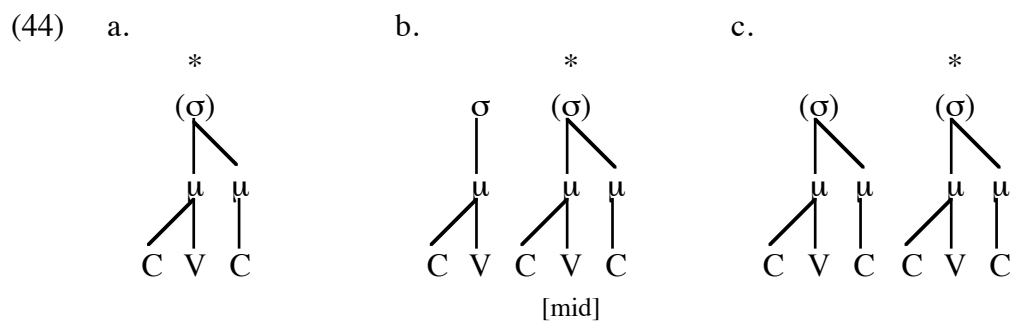 (44) a. b. c.
* * *
(σ) σ (σ) (σ) (σ)
μ μ μ μ μ μ μ μ μ
C V C C V C V C C V C C V C
[mid]